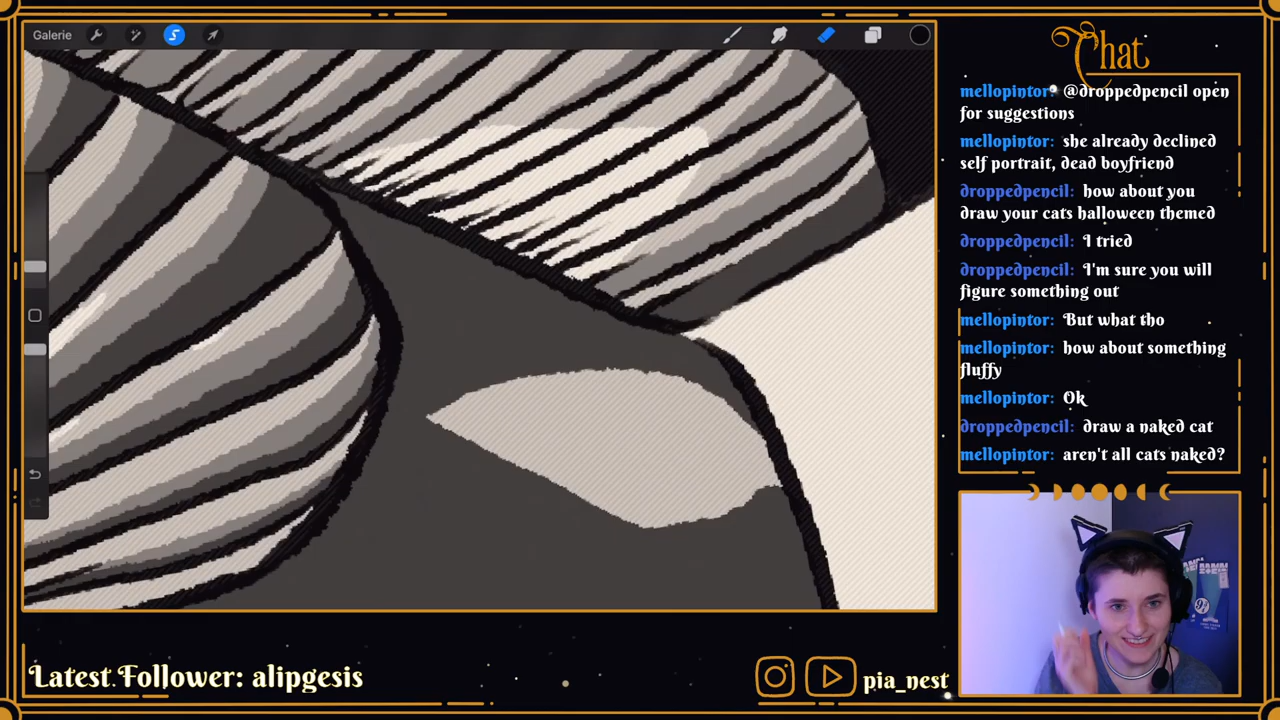 Galerie
Chat
mellopintor: @droppedpencil open
for suggestions
mellopintor: she already declined
self portrait, dead boyfriend
droppedpencil: how about you
draw your cats halloween themed
droppedpencil: I tried
droppedpencil: I'm sure you will
figure something out
mellopintor: But what tho
mellopintor: how about something
fluffy
mellopintor: Ok
droppedpencil: draw a naked cat
mellopintor: aren't all cats naked?
Latest Follower: alipgesis
pia_nest